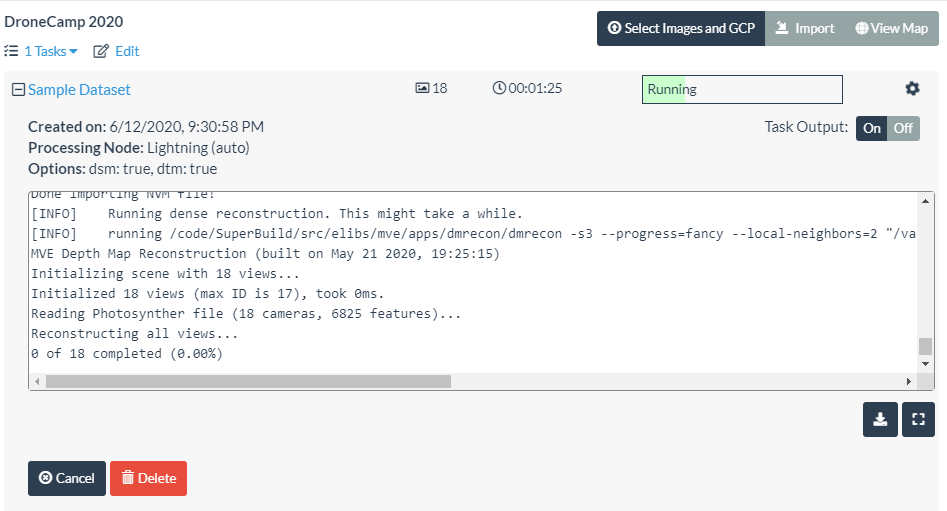 DroneCamp 2020
Select Images and GCP Import View Map
1 Tasks Edit
Sample Dataset 18 00:01:25 Running
Created on: 6/12/2020, 9:30:58 PM
Task Output: On Off
Processing Node: Lightning (auto)
Options: dsm: true, dtm: true
Done importing NVM file!
[INFO] Running dense reconstruction. This might take a while.
[INFO] running /code/SuperBuild/src/elibs/mve/apps/dmrecon/dmrecon -s3 --progress=fancy --local-neighbors=2 "/va
MVE Depth Map Reconstruction (built on May 21 2020, 19:25:15)
Initializing scene with 18 views...
Initialized 18 views (max ID is 17), took 0ms.
Reading Photosynther file (18 cameras, 6825 features)...
Reconstructing all views...
0 of 18 completed (0.00%)
Cancel Delete